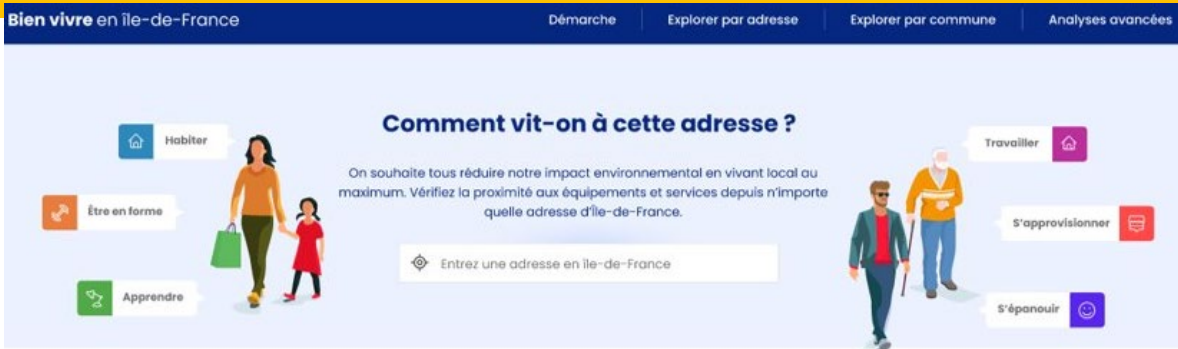 Bien vivre en île-de-France
Démarche
Explorer par adresse
Explorer par commune
Analyses avancées
Comment vit-on à cette adresse ?
On souhaite tous réduire notre impact environnemental en vivant local au
maximum. Vérifiez la proximité aux équipements et services depuis n'importe
quelle adresse d'Île-de-France.
Entrez une adresse en île-de-France
Habiter
Être en forme
Apprendre
Travailler
S'approvisionner
S'épanouir